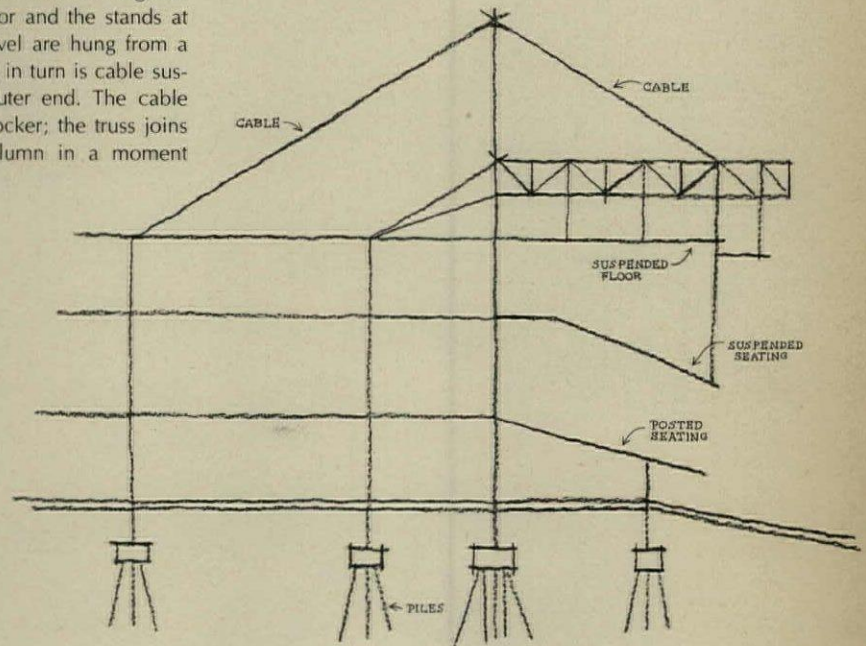 or and the stands at
vel are hung from a
in turn is cable sus-
uter end. The cable
ocker; the truss joins
lumn in a moment
CABLE
CABLE
SUSPENDED
FLOOR
SUSPENDED
SEATING
POSTED
SEATING
PILES